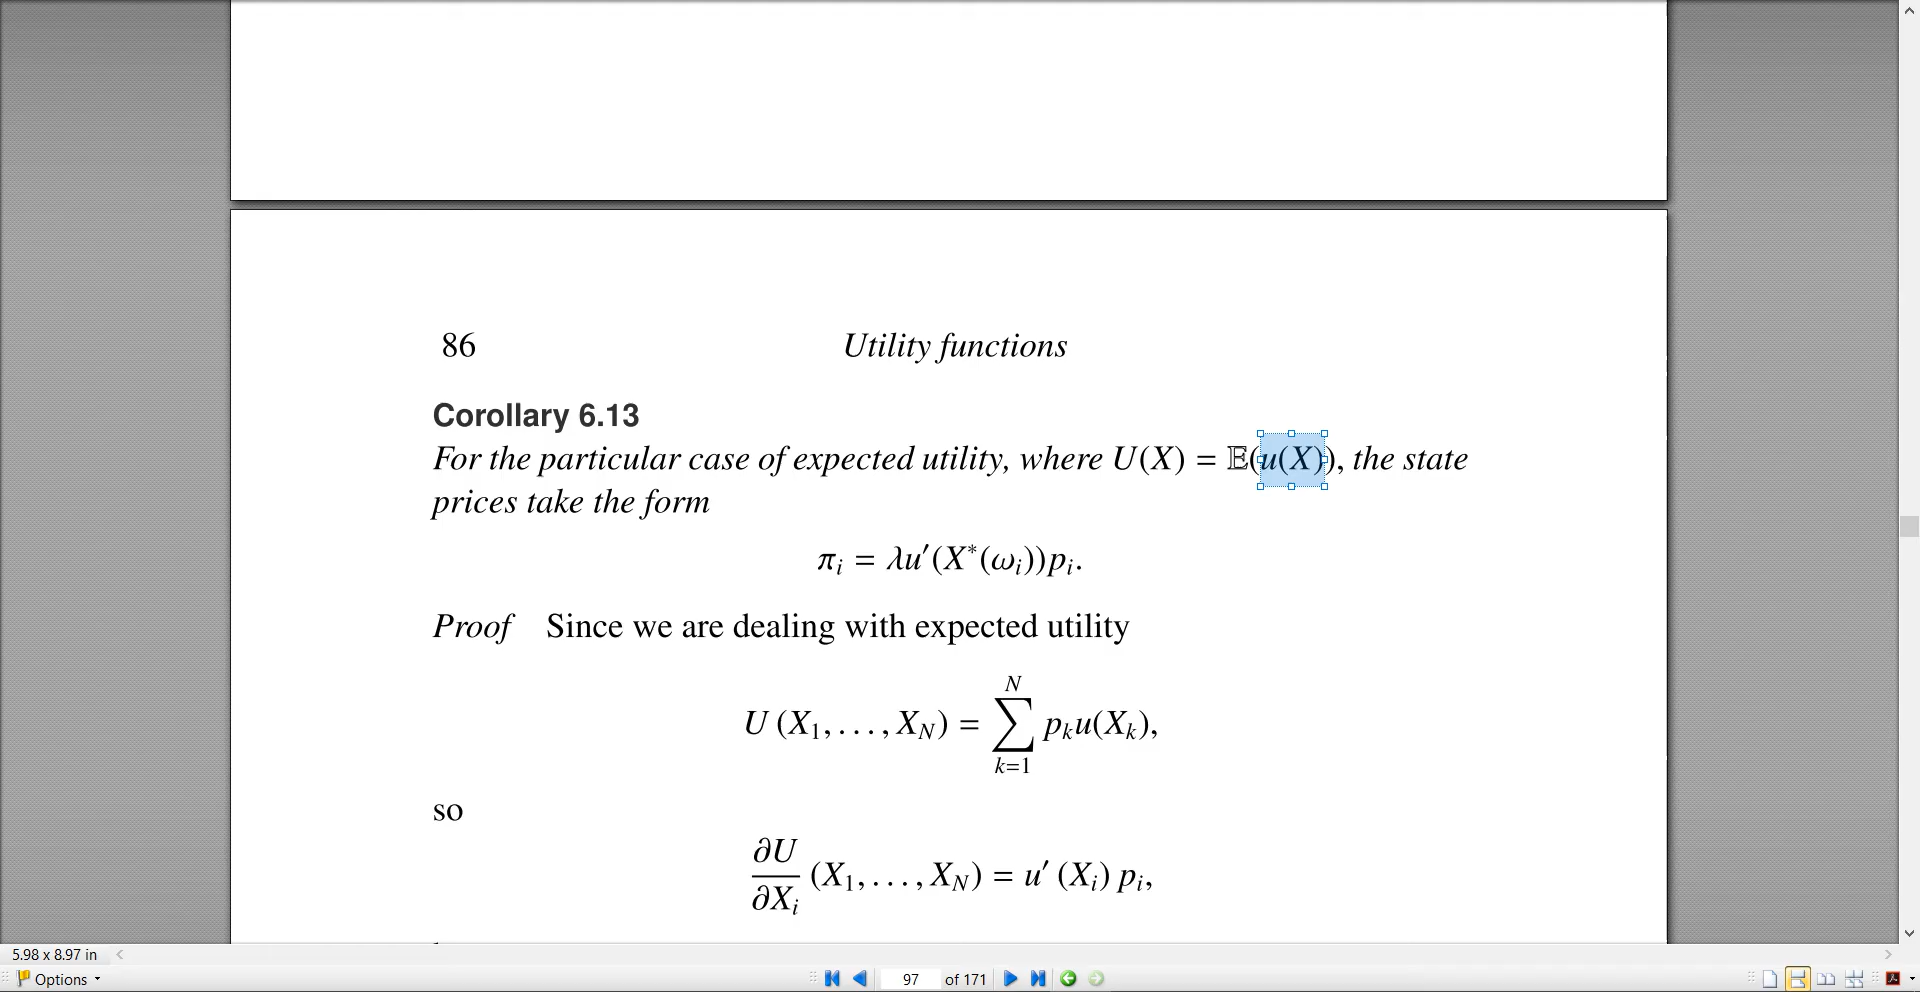 86 Utility functions
Corollary 6.13
For the particular case of expected utility, where U(X) = 𝔼(u(X)), the state
prices take the form
πᵢ = λu′(X*(ωᵢ))pᵢ.
Proof Since we are dealing with expected utility
U (X₁, . . . , X_N) = ∑_{k=1}^{N} pₖu(Xₖ),
so
∂U/∂Xᵢ (X₁, . . . , X_N) = u′ (Xᵢ) pᵢ,
5.98 x 8.97 in
Options 97 of 171